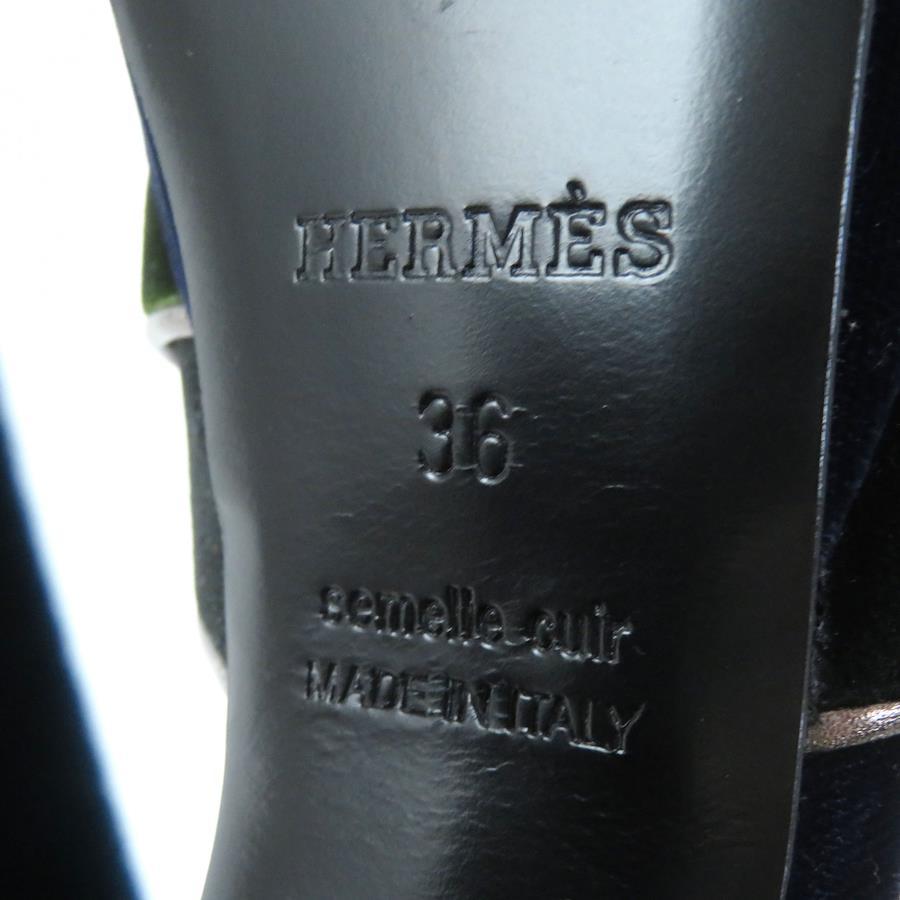 HERMÈS
36
semelle cuir
MADE IN ITALY